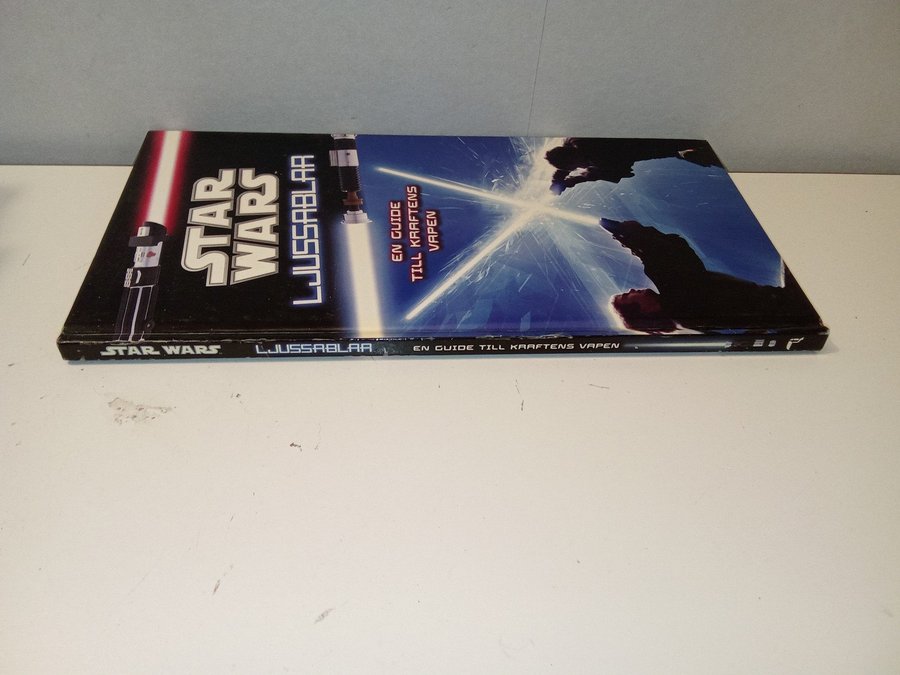 STAR
WARS
LJUSSABLAR
EN GUIDE
TILL KRAFTENS
VAPEN
STAR WARS LJUSSABLAR EN GUIDE TILL KRAFTENS VAPEN